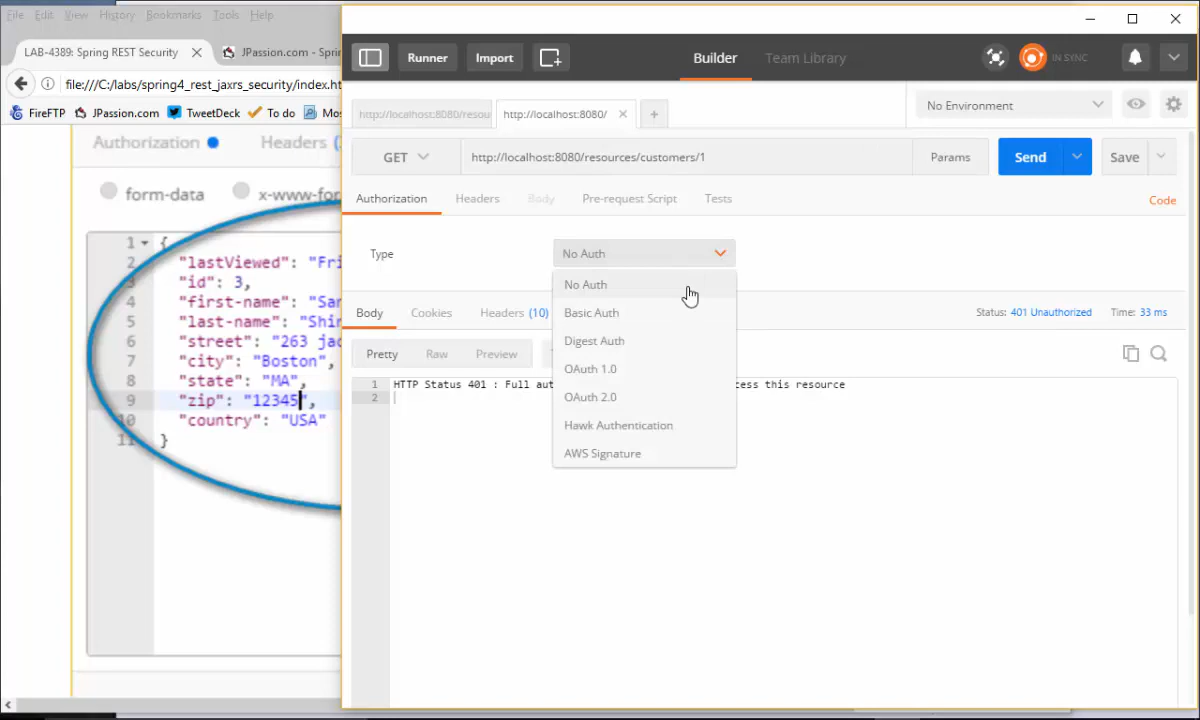 File Edit View History Bookmarks Tools Help
LAB-4389: Spring REST Security
JPassion.com - Spri
file:///C:/labs/spring4_rest_jaxrs_security/index.ht
FireFTP JPassion.com TweetDeck To do Mos
Authorization Headers (
form-data x-www-for
1 {
2 "lastViewed": "Fri
3 "id": 3,
4 "first-name": "San
5 "last-name": "Shin
6 "street": "263 jac
7 "city": "Boston",
8 "state": "MA",
9 "zip": "12345",
10 "country": "USA"
11 }
Runner Import Builder Team Library IN SYNC
http://localhost:8080/resou http://localhost:8080/ + No Environment
GET http://localhost:8080/resources/customers/1 Params Send Save
Authorization Headers Body Pre-request Script Tests Code
Type No Auth
No Auth
Basic Auth
Digest Auth
OAuth 1.0
OAuth 2.0
Hawk Authentication
AWS Signature
Body Cookies Headers (10) Status: 401 Unauthorized Time: 33 ms
Pretty Raw Preview
1 HTTP Status 401 : Full aut cess this resource
2